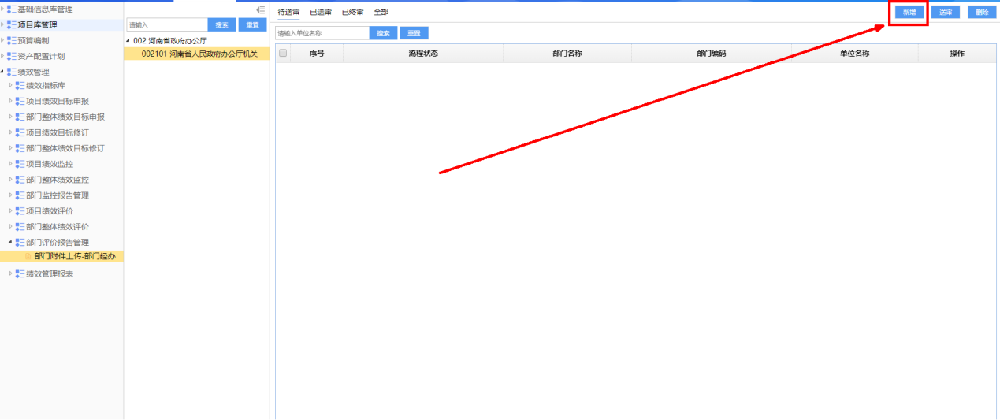 基础信息库管理
项目库管理
预算编制
资产配置计划
绩效管理
绩效指标库
项目绩效目标申报
部门整体绩效目标申报
项目绩效目标修订
部门整体绩效目标修订
项目绩效监控
部门整体绩效监控
部门监控报告管理
项目绩效评价
部门整体绩效评价
部门评价报告管理
部门附件上传-部门经办
绩效管理报表
请输入 搜索 重置
002 河南省政府办公厅
002101 河南省人民政府办公厅机关
待送审 已送审 已终审 全部 新增 送审 删除
请输入单位名称 搜索 重置
序号 流程状态 部门名称 部门编码 单位名称 操作